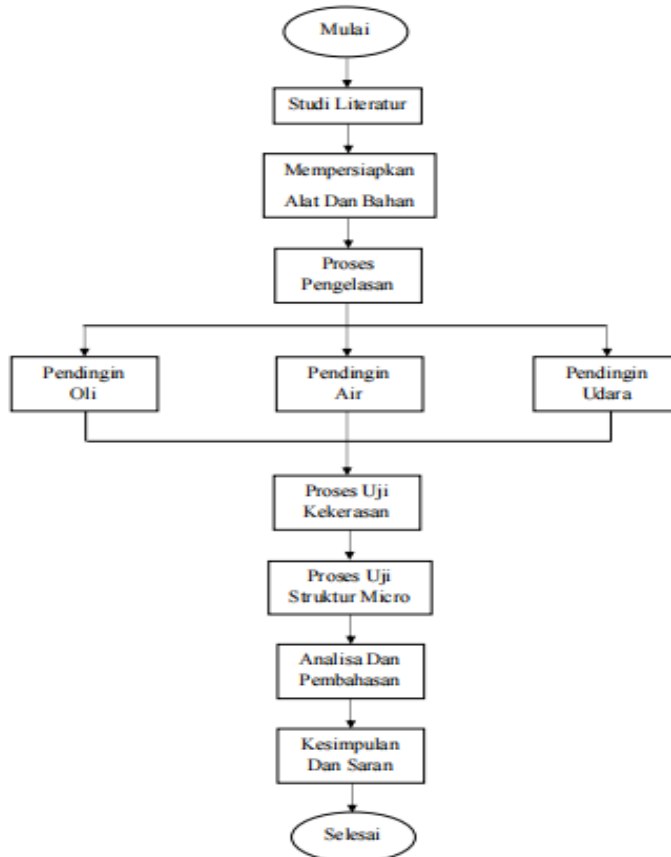 Mulai
Studi Literatur
Mempersiapkan
Alat Dan Bahan
Proses
Pengelasan
Pendingin
Oli
Pendingin
Air
Pendingin
Udara
Proses Uji
Kekerasan
Proses Uji
Struktur Micro
Analisa Dan
Pembahasan
Kesimpulan
Dan Saran
Selesai